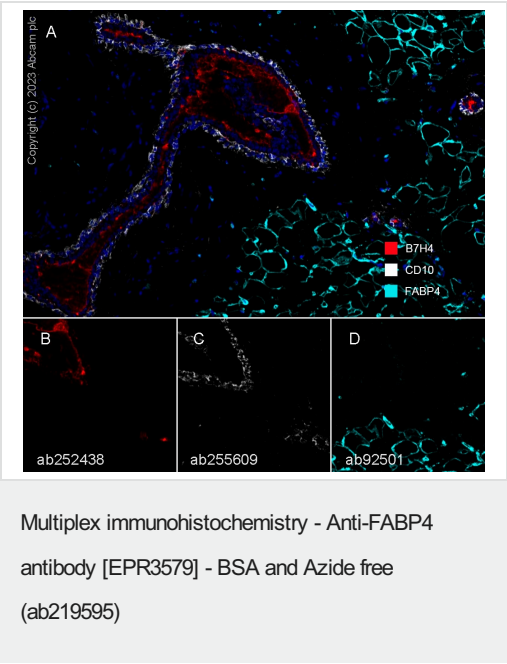 A
Copyright (c) 2023 Abcam plc
B7H4
CD10
FABP4
B
C
D
ab252438
ab255609
ab92501
Multiplex immunohistochemistry - Anti-FABP4
antibody [EPR3579] - BSA and Azide free
(ab219595)